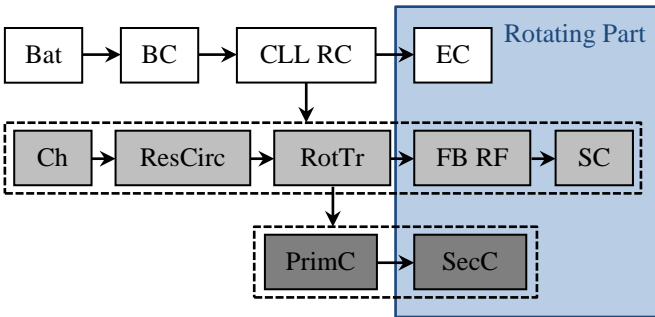 Rotating Part
Bat
BC
CLL RC
EC
Ch
ResCirc
RotTr
FB RF
SC
PrimC
SecC